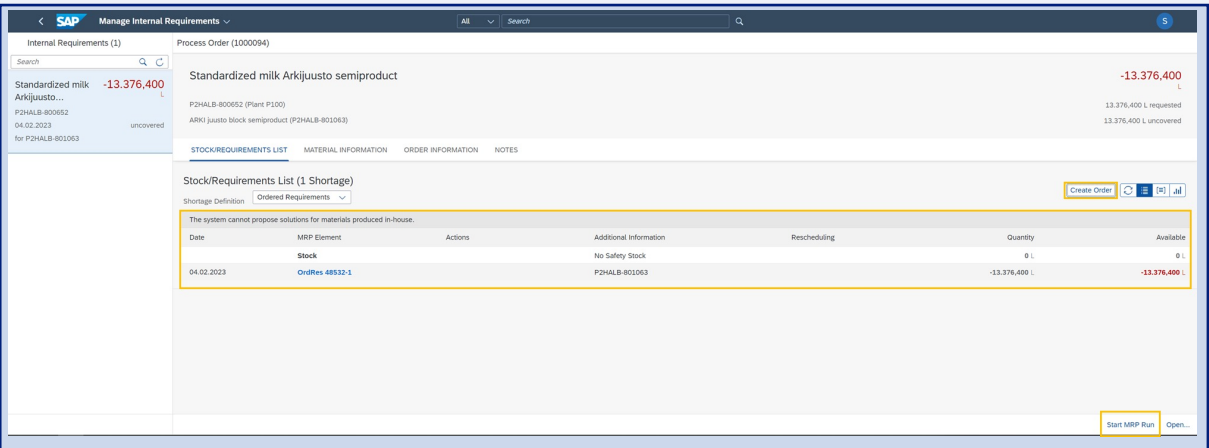 SAP Manage Internal Requirements
All Search
S
Internal Requirements (1)
Search
Standardized milk Arkijuusto...
-13.376,400
L
P2HALB-800652
04.02.2023 uncovered
for P2HALB-801063
Process Order (1000094)
Standardized milk Arkijuusto semiproduct
-13.376,400
L
P2HALB-800652 (Plant P100)
13.376,400 L requested
ARKI juusto block semiproduct (P2HALB-801063)
13.376,400 L uncovered
STOCK/REQUIREMENTS LIST MATERIAL INFORMATION ORDER INFORMATION NOTES
Stock/Requirements List (1 Shortage)
Create Order
Shortage Definition Ordered Requirements
The system cannot propose solutions for materials produced in-house.
Date MRP Element Actions Additional Information Rescheduling Quantity Available
Stock No Safety Stock 0 L 0 L
04.02.2023 OrdRes 48532-1 P2HALB-801063 -13.376,400 L -13.376,400 L
Start MRP Run Open...